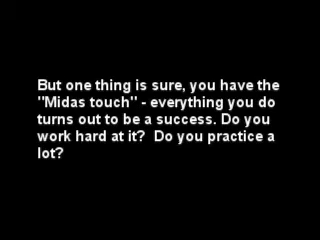 But one thing is sure, you have the
"Midas touch" - everything you do
turns out to be a success. Do you
work hard at it?  Do you practice a
lot?